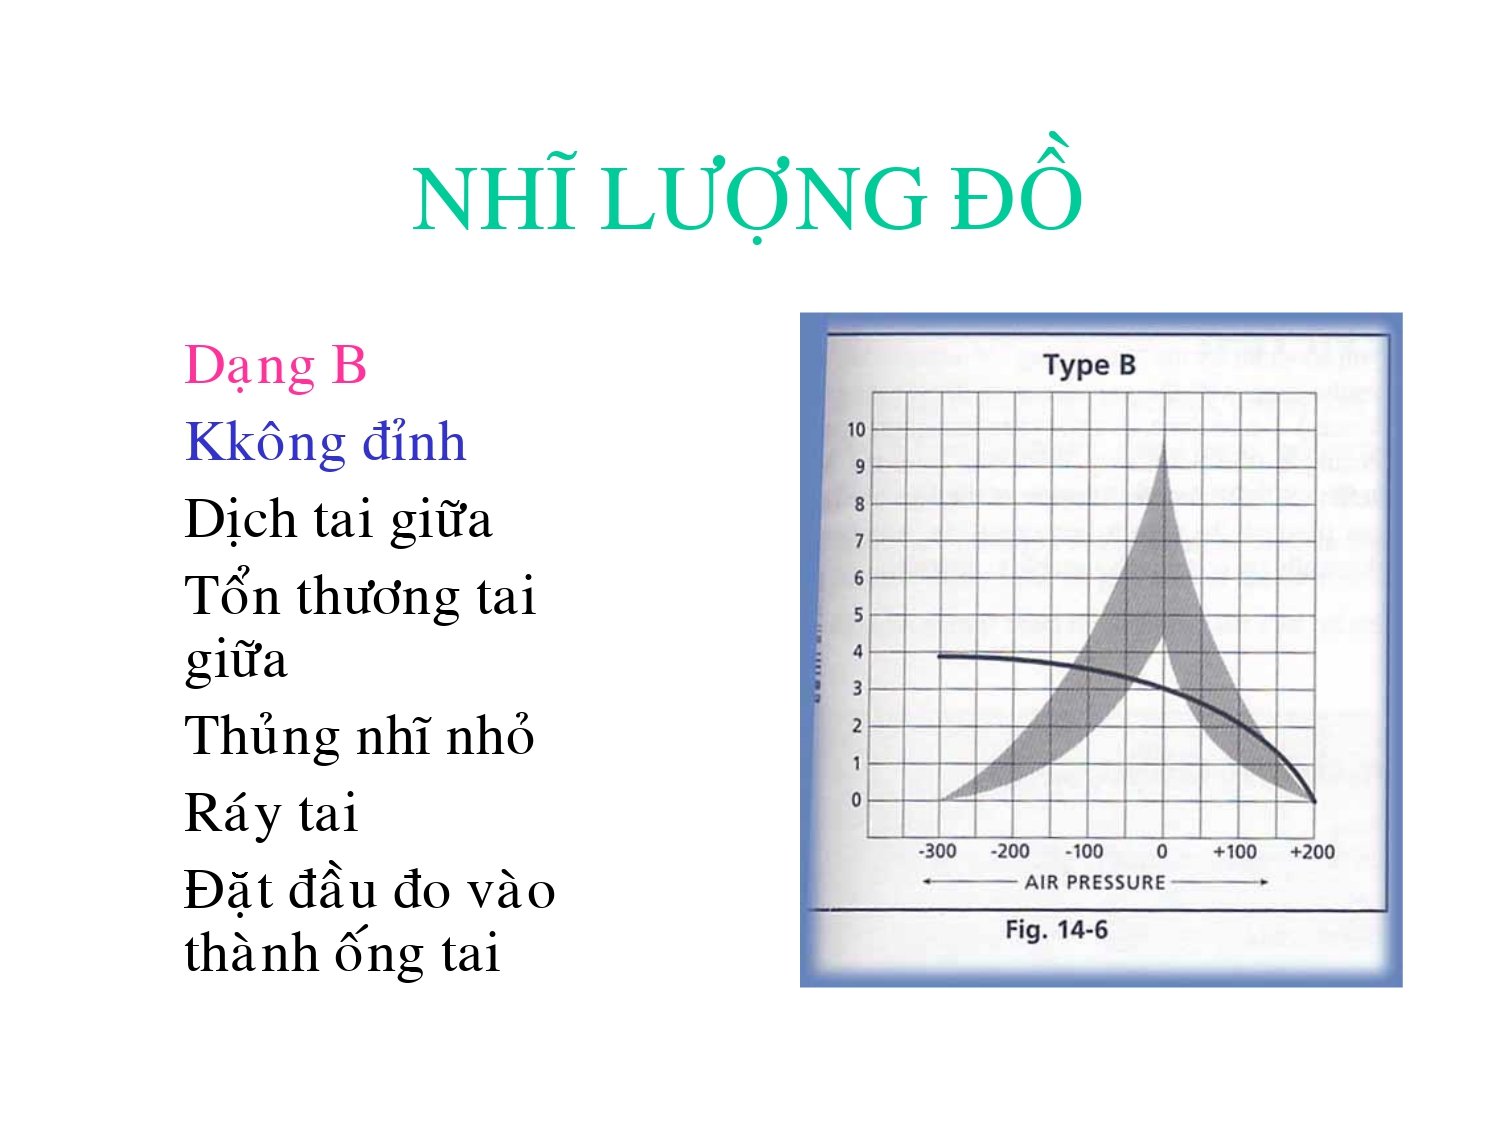 NHĨ LƯỢNG ĐỒ
Dạng B
Kkông đỉnh
Dịch tai giữa
Tổn thương tai
giữa
Thủng nhĩ nhỏ
Ráy tai
Đặt đầu đo vào
thành ống tai
Type B
10
9
8
7
6
5
4
3
2
1
0
-300 -200 -100 0 +100 +200
AIR PRESSURE
Fig. 14-6